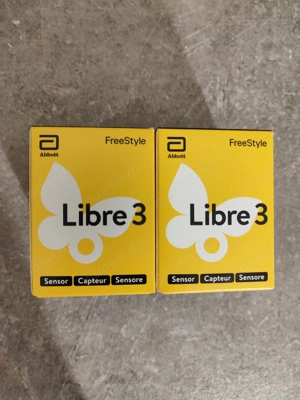 Abbott
FreeStyle
Libre 3
Sensor Capteur Sensore
Abbott
FreeStyle
Libre 3
Sensor Capteur Sensore